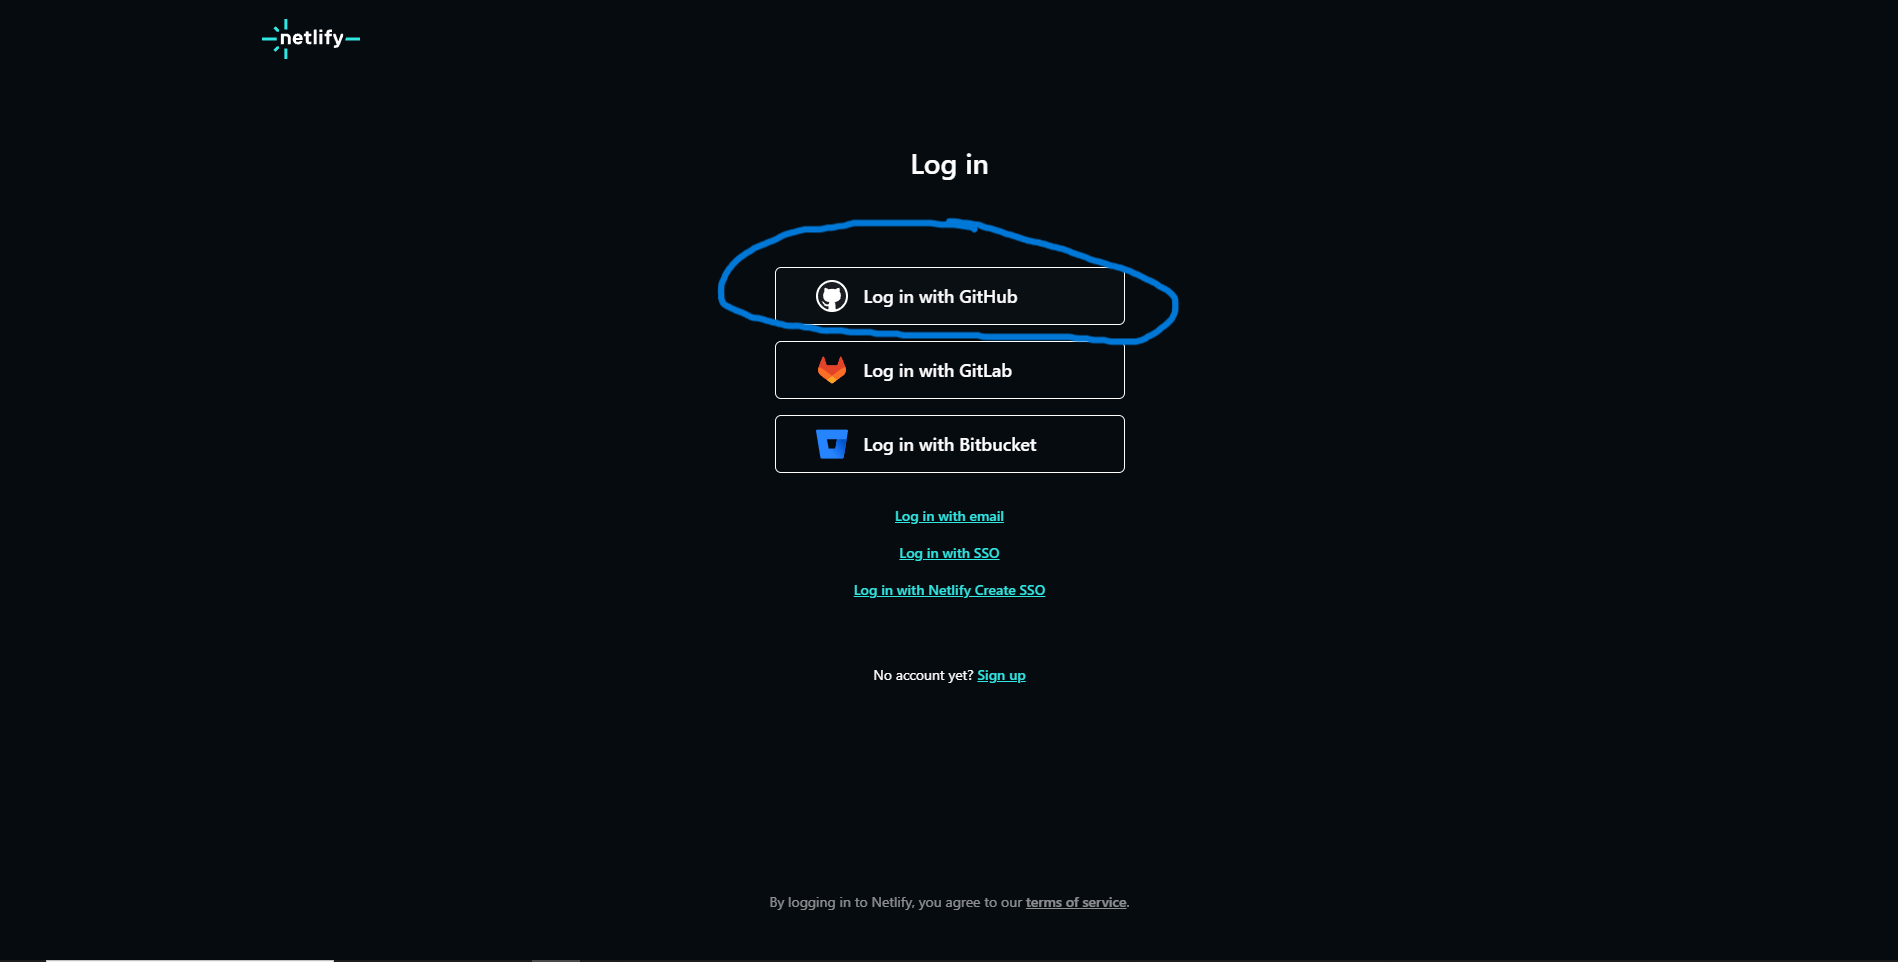 netlify
Log in
Log in with GitHub
Log in with GitLab
Log in with Bitbucket
Log in with email
Log in with SSO
Log in with Netlify Create SSO
No account yet? Sign up
By logging in to Netlify, you agree to our terms of service.